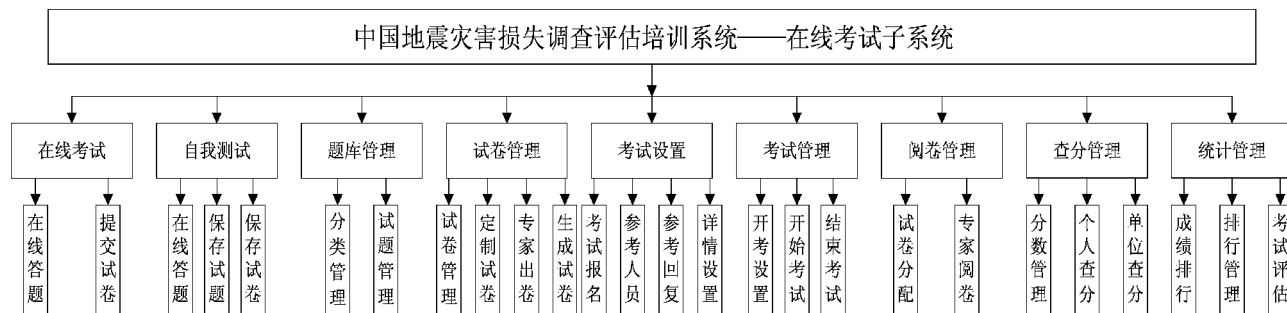 中国地震灾害损失调查评估培训系统——在线考试子系统
在线考试
自我测试
题库管理
试卷管理
考试设置
考试管理
阅卷管理
查分管理
统计管理
在线答题
提交试卷
在线答题
保存试题
保存试卷
分类管理
试题管理
试卷管理
定制试卷
专家出卷
生成试卷
考试报名
参考人员
参考回复
详情设置
开考设置
开始考试
结束考试
试卷分配
专家阅卷
分数管理
个人查分
单位查分
成绩排行
排行管理
考试评估